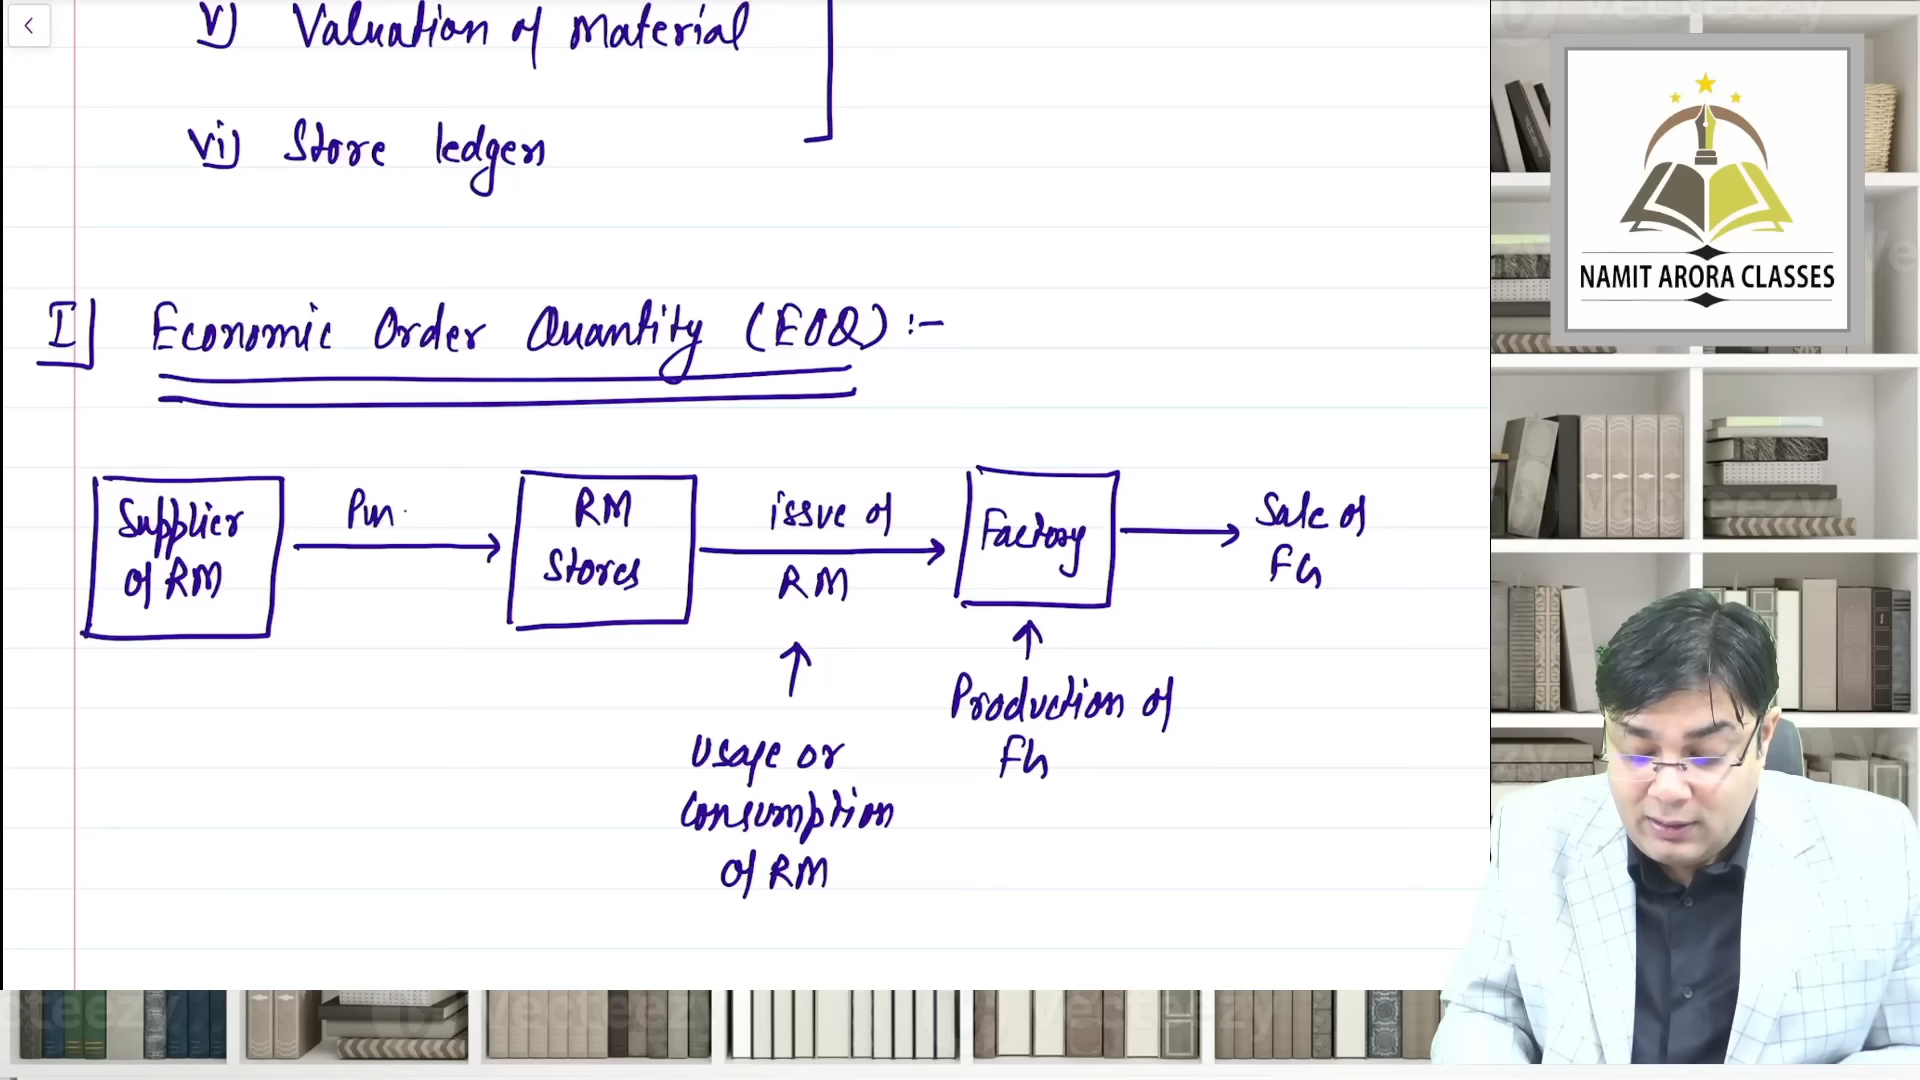 v) Valuation of Material
vi) Store ledger
I] Economic Order Quantity (EOQ) :-
Supplier of RM
Pur
RM Stores
issue of RM
Factory
Sale of FG
Usage or Consumption of RM
Production of FG
NAMIT ARORA CLASSES
vecteezy